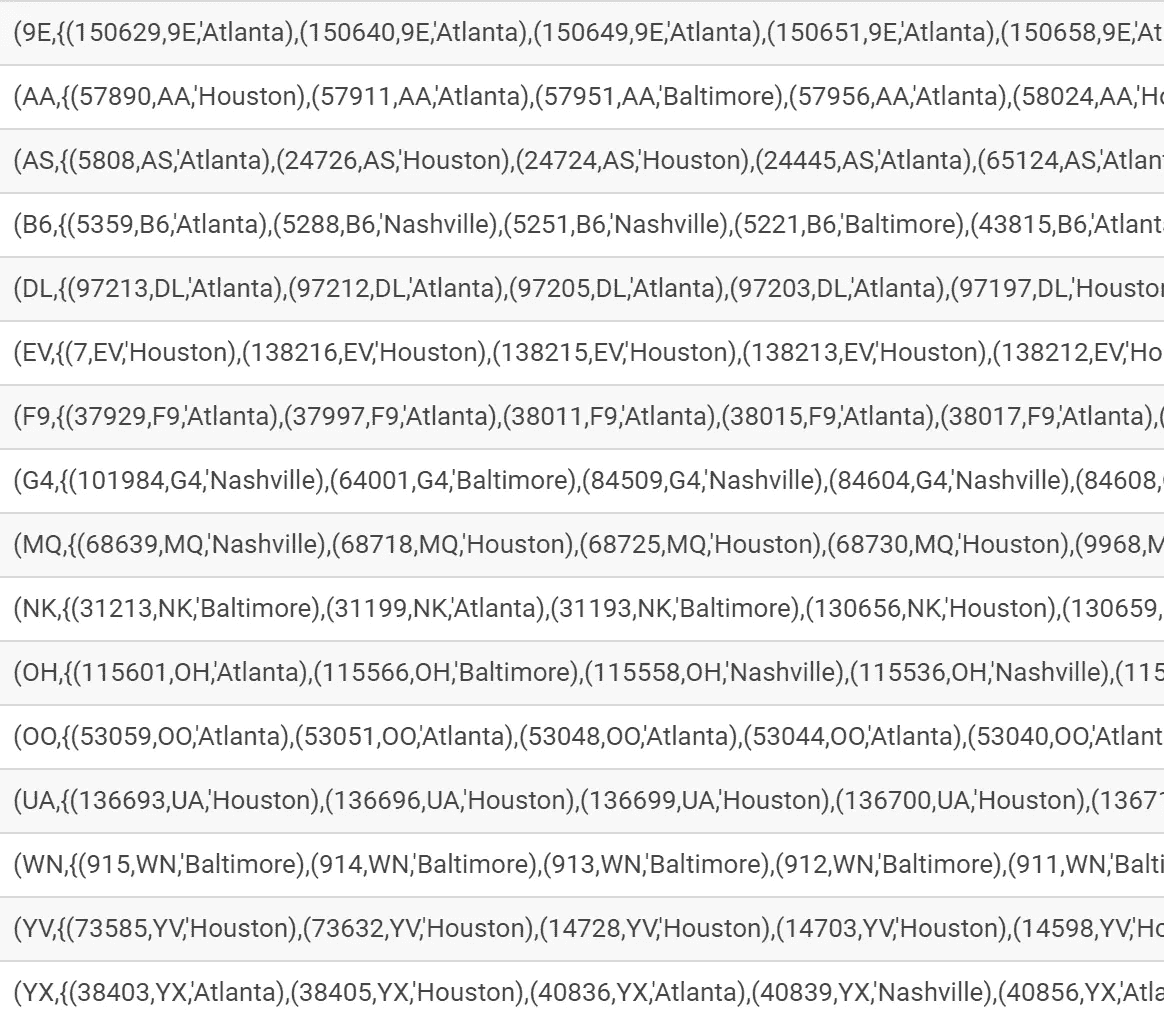 (9E,{(150629,9E,'Atlanta),(150640,9E,'Atlanta),(150649,9E,'Atlanta),(150651,9E,'Atlanta),(150658,9E,'At
(AA,{(57890,AA,'Houston),(57911,AA,'Atlanta),(57951,AA,'Baltimore),(57956,AA,'Atlanta),(58024,AA,'Ho
(AS,{(5808,AS,'Atlanta),(24726,AS,'Houston),(24724,AS,'Houston),(24445,AS,'Atlanta),(65124,AS,'Atlan
(B6,{(5359,B6,'Atlanta),(5288,B6,'Nashville),(5251,B6,'Nashville),(5221,B6,'Baltimore),(43815,B6,'Atlanta
(DL,{(97213,DL,'Atlanta),(97212,DL,'Atlanta),(97205,DL,'Atlanta),(97203,DL,'Atlanta),(97197,DL,'Houston
(EV,{(7,EV,'Houston),(138216,EV,'Houston),(138215,EV,'Houston),(138213,EV,'Houston),(138212,EV,'Ho
(F9,{(37929,F9,'Atlanta),(37997,F9,'Atlanta),(38011,F9,'Atlanta),(38015,F9,'Atlanta),(38017,F9,'Atlanta),(
(G4,{(101984,G4,'Nashville),(64001,G4,'Baltimore),(84509,G4,'Nashville),(84604,G4,'Nashville),(84608,
(MQ,{(68639,MQ,'Nashville),(68718,MQ,'Houston),(68725,MQ,'Houston),(68730,MQ,'Houston),(9968,M
(NK,{(31213,NK,'Baltimore),(31199,NK,'Atlanta),(31193,NK,'Baltimore),(130656,NK,'Houston),(130659,
(OH,{(115601,OH,'Atlanta),(115566,OH,'Baltimore),(115558,OH,'Nashville),(115536,OH,'Nashville),(115
(OO,{(53059,OO,'Atlanta),(53051,OO,'Atlanta),(53048,OO,'Atlanta),(53044,OO,'Atlanta),(53040,OO,'Atlant
(UA,{(136693,UA,'Houston),(136696,UA,'Houston),(136699,UA,'Houston),(136700,UA,'Houston),(13671
(WN,{(915,WN,'Baltimore),(914,WN,'Baltimore),(913,WN,'Baltimore),(912,WN,'Baltimore),(911,WN,'Balti
(YV,{(73585,YV,'Houston),(73632,YV,'Houston),(14728,YV,'Houston),(14703,YV,'Houston),(14598,YV,'Ho
(YX,{(38403,YX,'Atlanta),(38405,YX,'Houston),(40836,YX,'Atlanta),(40839,YX,'Nashville),(40856,YX,'Atla